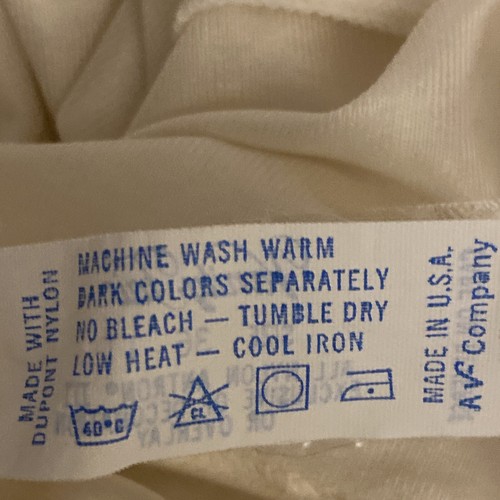 MACHINE WASH WARM
DARK COLORS SEPARATELY
NO BLEACH — TUMBLE DRY
LOW HEAT — COOL IRON
40°C
CL
MADE WITH
DUPONT NYLON
MADE IN U.S.A.
Company